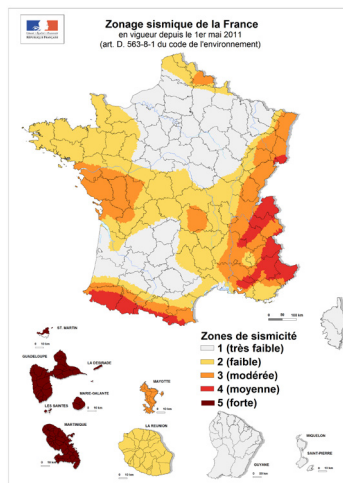 Zonage sismique de la France
en vigueur depuis le 1er mai 2011
(art. D. 563-8-1 du code de l'environnement)
RÉPUBLIQUE FRANÇAISE
Zones de sismicité
1 (très faible)
2 (faible)
3 (modérée)
4 (moyenne)
5 (forte)
ST. MARTIN
GUADELOUPE
LA DESIRADE
MARIE-GALANTE
LES SAINTES
MAYOTTE
MARTINIQUE
LA REUNION
GUYANE
MIQUELON
SAINT-PIERRE